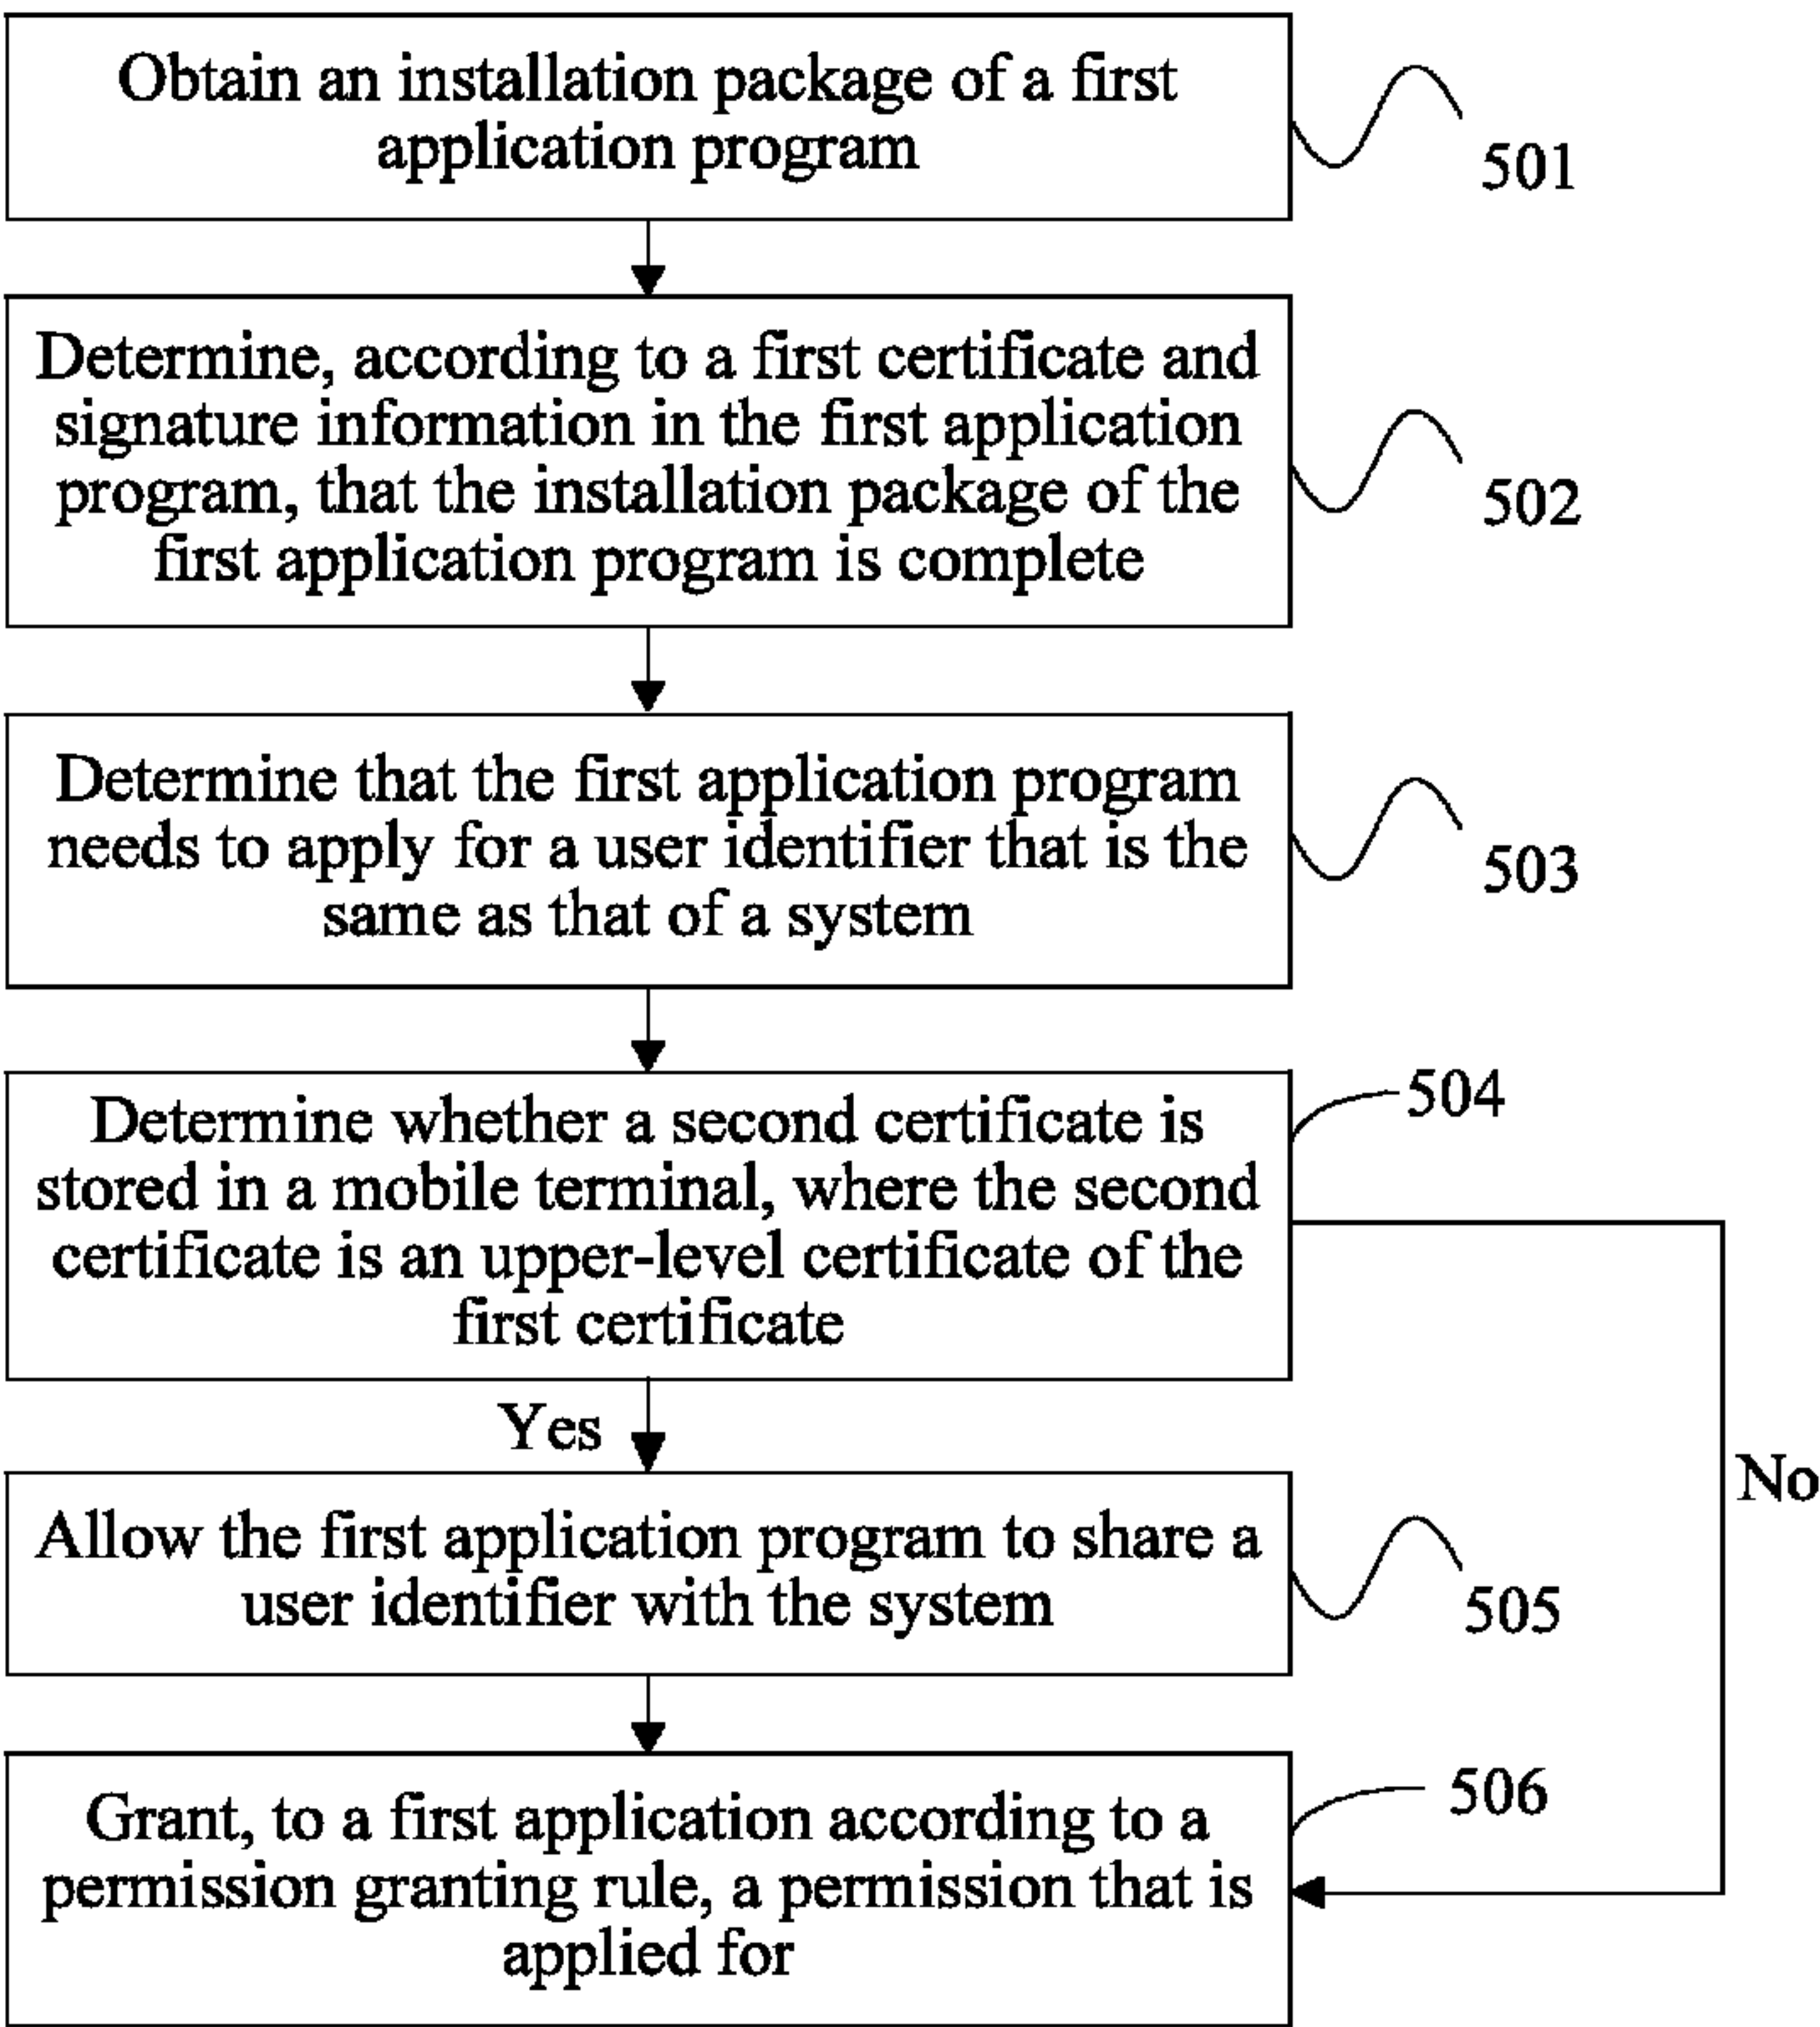 Obtain an installation package of a first
application program
501
Determine, according to a first certificate and
signature information in the first application
program, that the installation package of the
first application program is complete
502
Determine that the first application program
needs to apply for a user identifier that is the
same as that of a system
503
Determine whether a second certificate is
stored in a mobile terminal, where the second
certificate is an upper-level certificate of the
first certificate
504
Yes
No
Allow the first application program to share a
user identifier with the system
505
Grant, to a first application according to a
permission granting rule, a permission that is
applied for
506